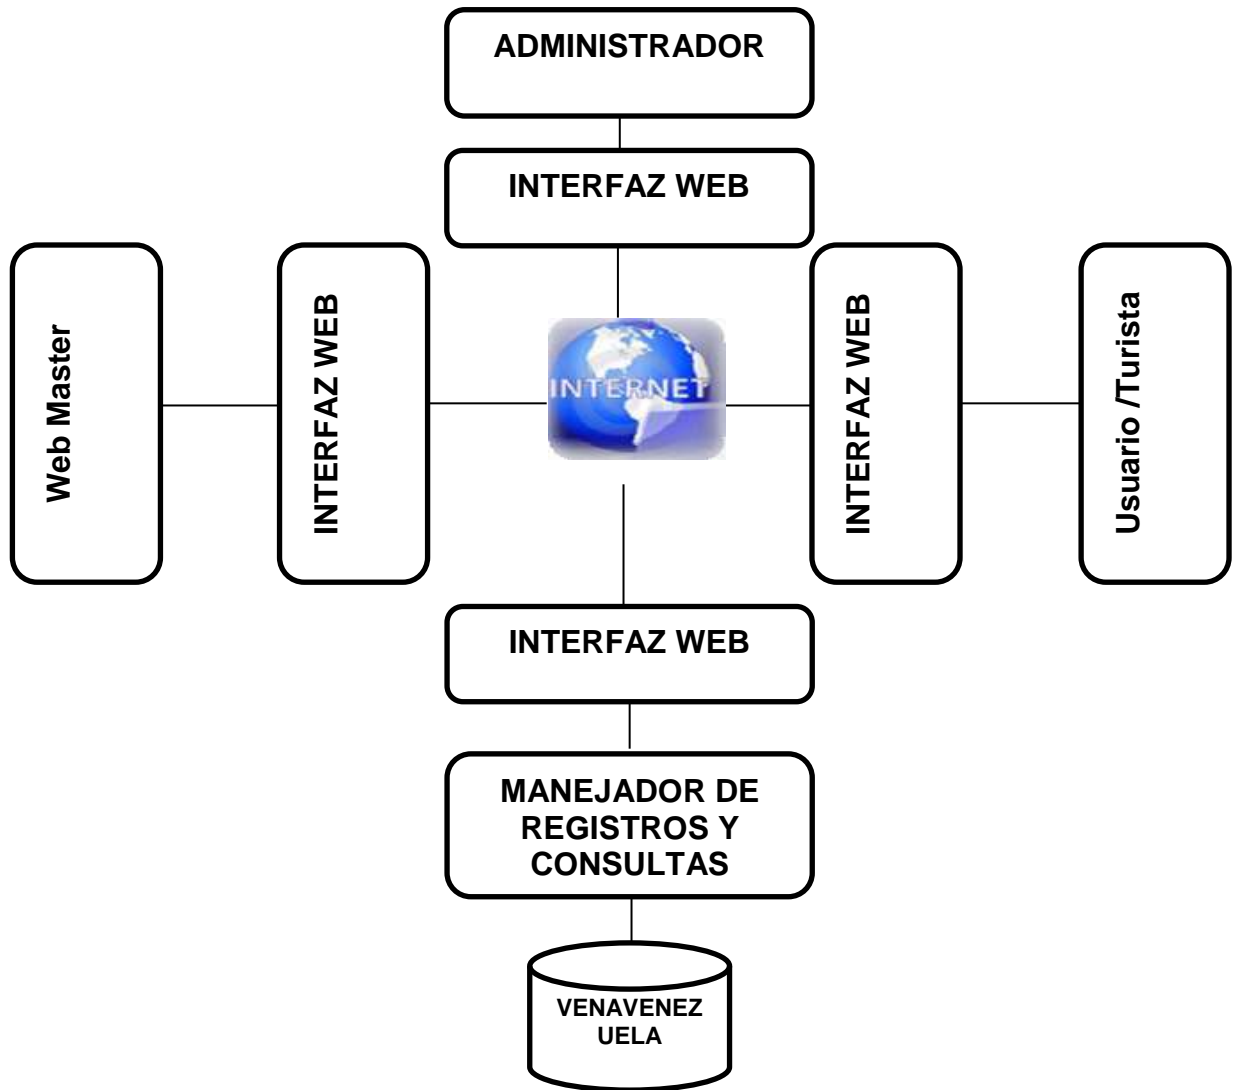 ADMINISTRADOR
INTERFAZ WEB
Web Master
INTERFAZ WEB
INTERNET
INTERFAZ WEB
Usuario /Turista
INTERFAZ WEB
MANEJADOR DE
REGISTROS Y
CONSULTAS
VENAVENEZ
UELA